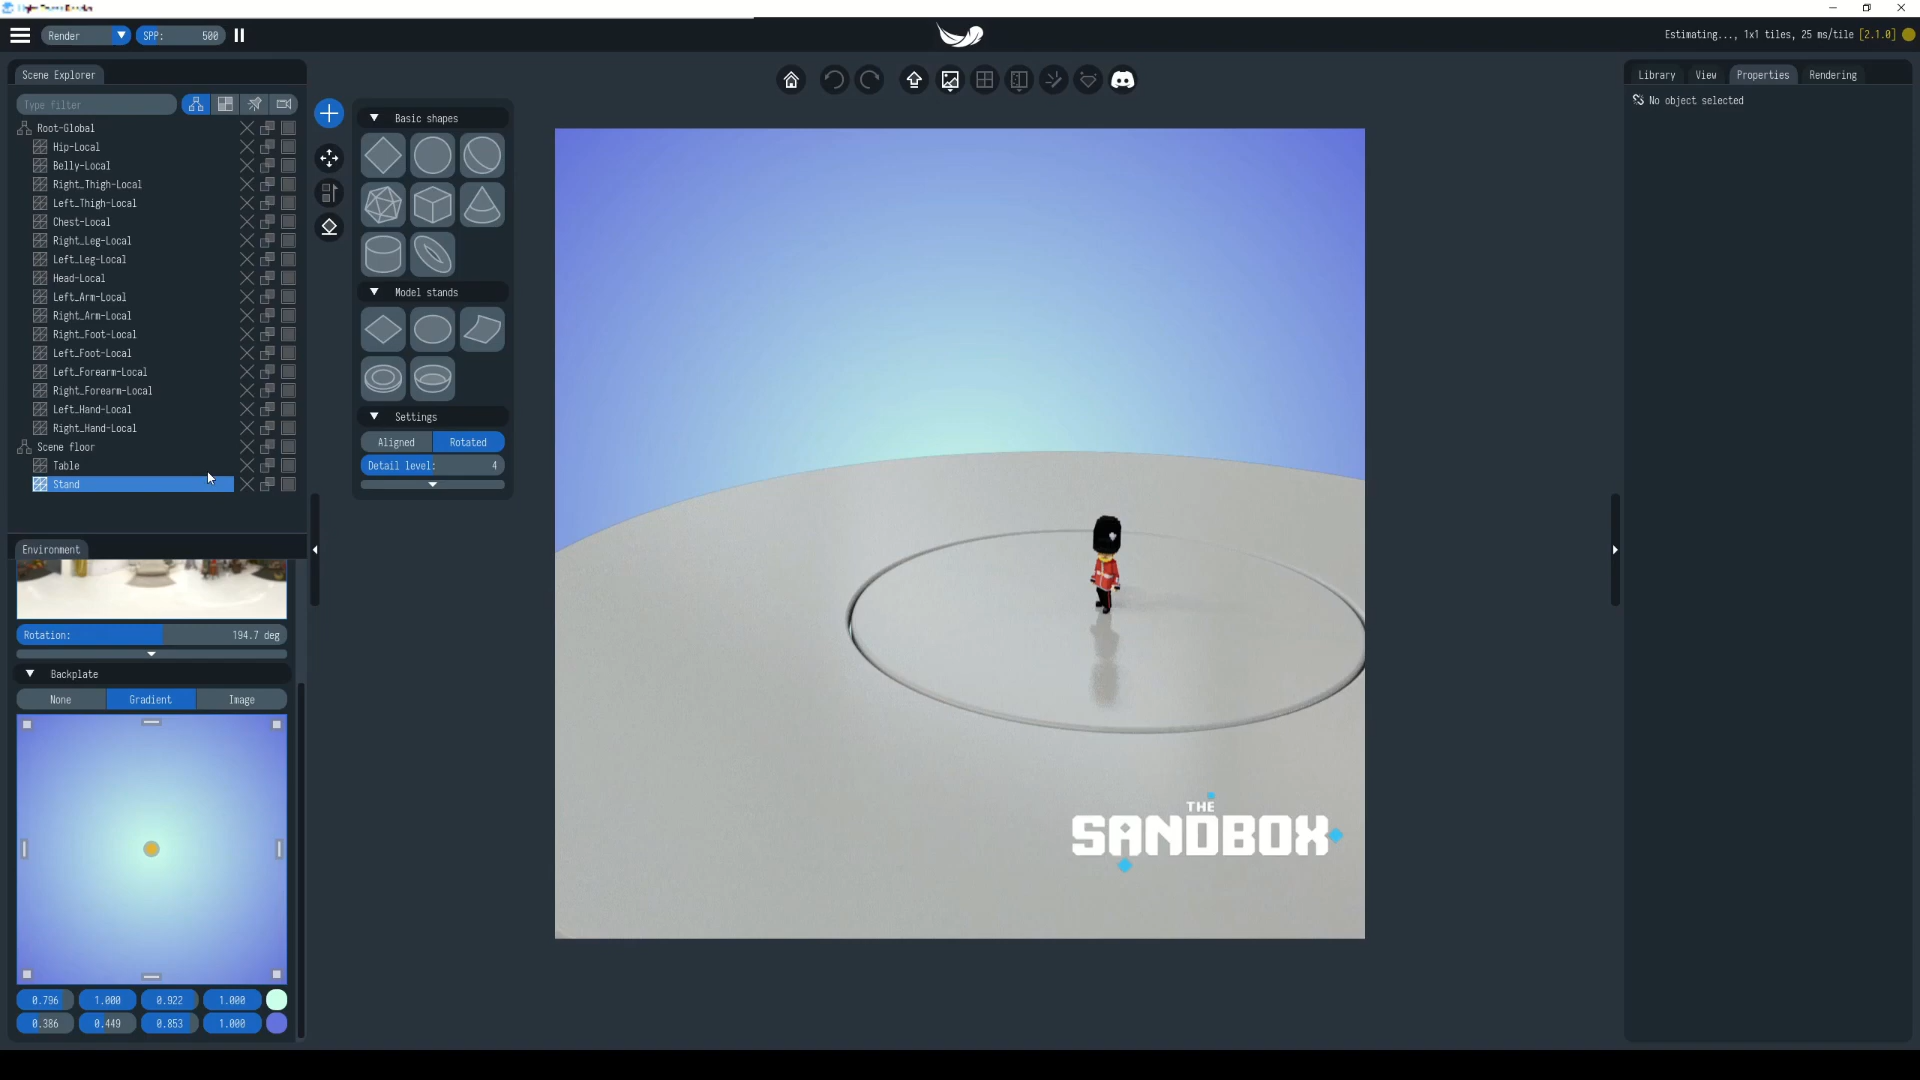 Render
SPP: 500
Estimating..., 1x1 tiles, 25 ms/tile [2.1.0]
Scene Explorer
Type filter
Root-Global
Hip-Local
Belly-Local
Right_Thigh-Local
Left_Thigh-Local
Chest-Local
Right_Leg-Local
Left_Leg-Local
Head-Local
Left_Arm-Local
Right_Arm-Local
Right_Foot-Local
Left_Foot-Local
Left_Forearm-Local
Right_Forearm-Local
Left_Hand-Local
Right_Hand-Local
Scene floor
Table
Stand
Environment
Rotation: 194.7 deg
Backplate
None Gradient Image
0.796 1.000 0.922 1.000
0.386 0.449 0.853 1.000
Basic shapes
Model stands
Settings
Aligned Rotated
Detail level: 4
THE
SANDBOX
Library View Properties Rendering
No object selected